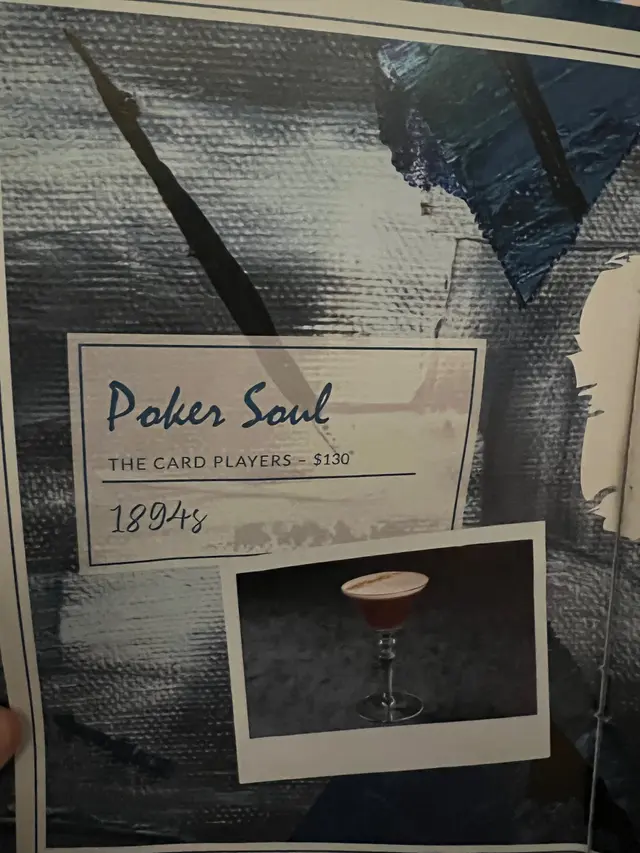 Poker Soul
THE CARD PLAYERS – $130
1894s